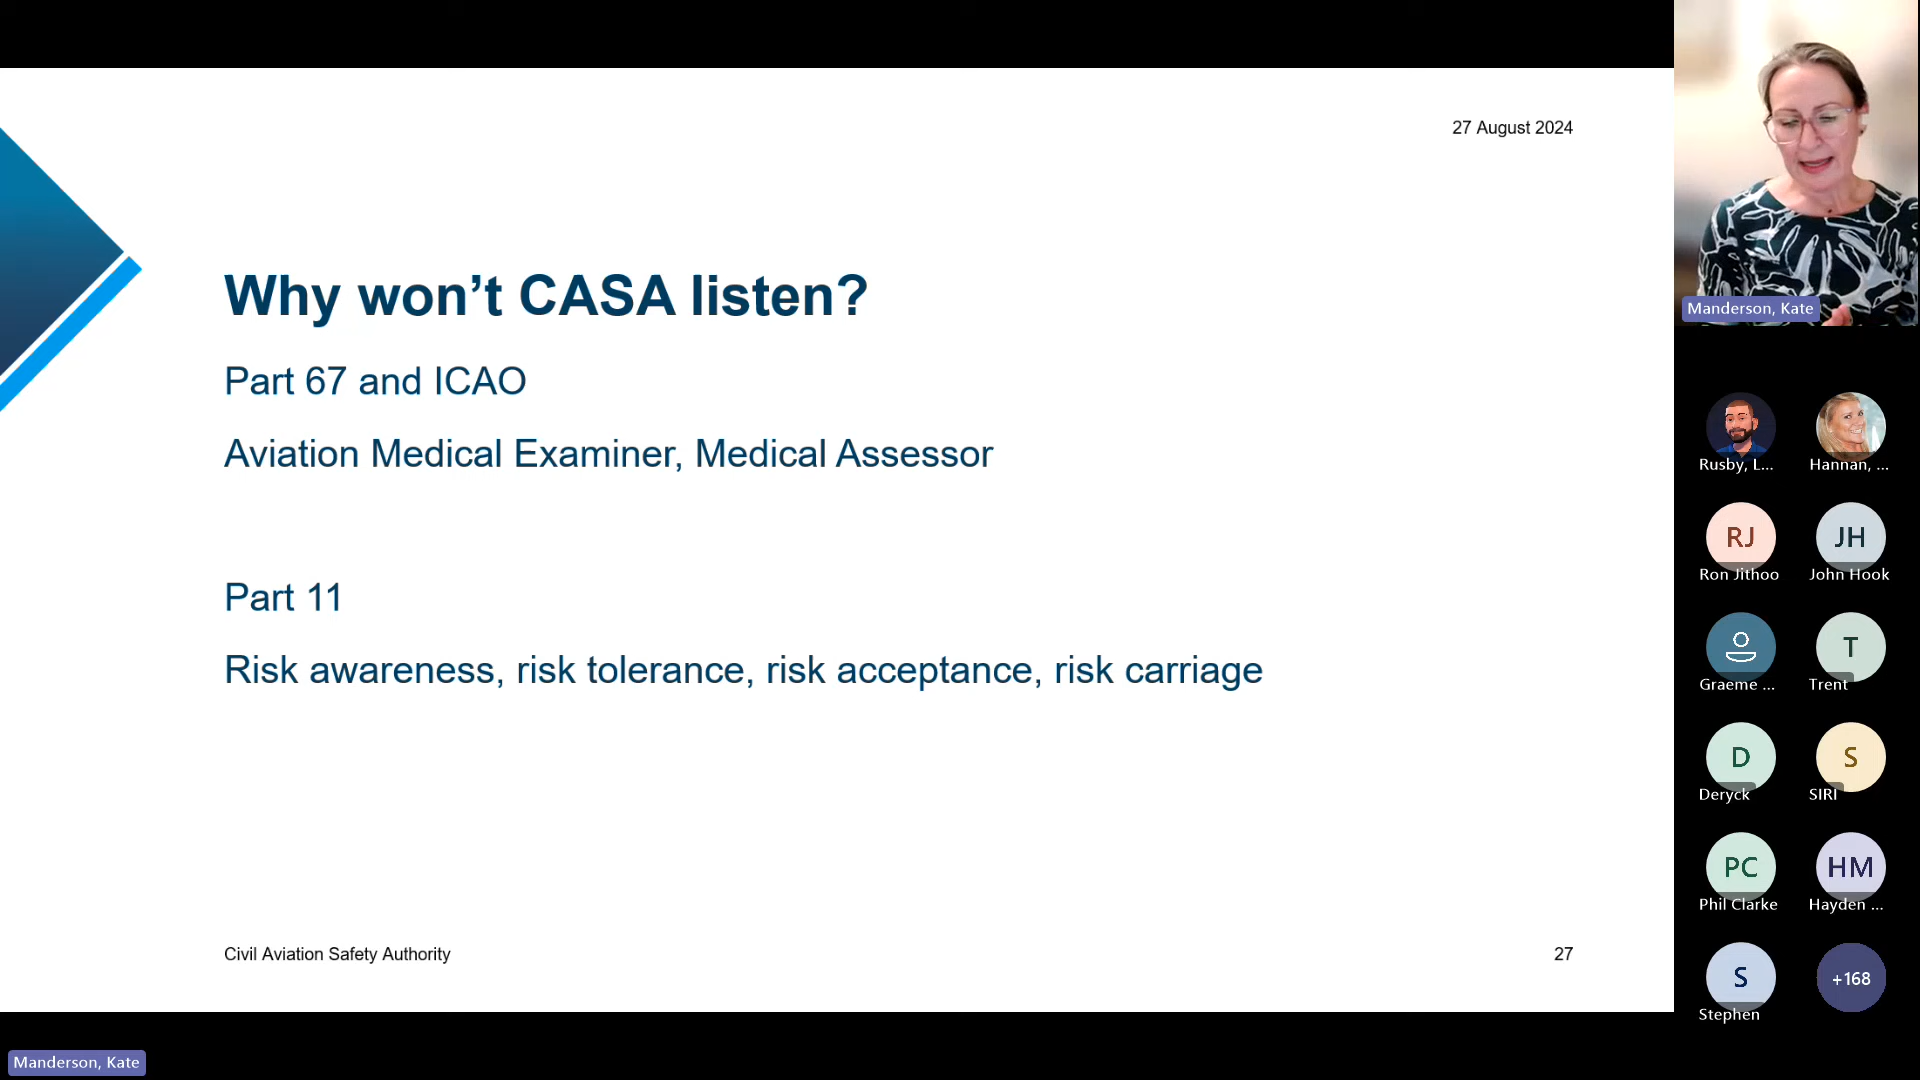 27 August 2024
Why won’t CASA listen?
Part 67 and ICAO
Aviation Medical Examiner, Medical Assessor
Part 11
Risk awareness, risk tolerance, risk acceptance, risk carriage
Civil Aviation Safety Authority
27
Manderson, Kate
Rusby, L...
Hannan, ...
RJ
Ron Jithoo
JH
John Hook
Graeme ...
T
Trent
D
Deryck
S
SIRI
PC
Phil Clarke
HM
Hayden ...
S
Stephen
+168
Manderson, Kate